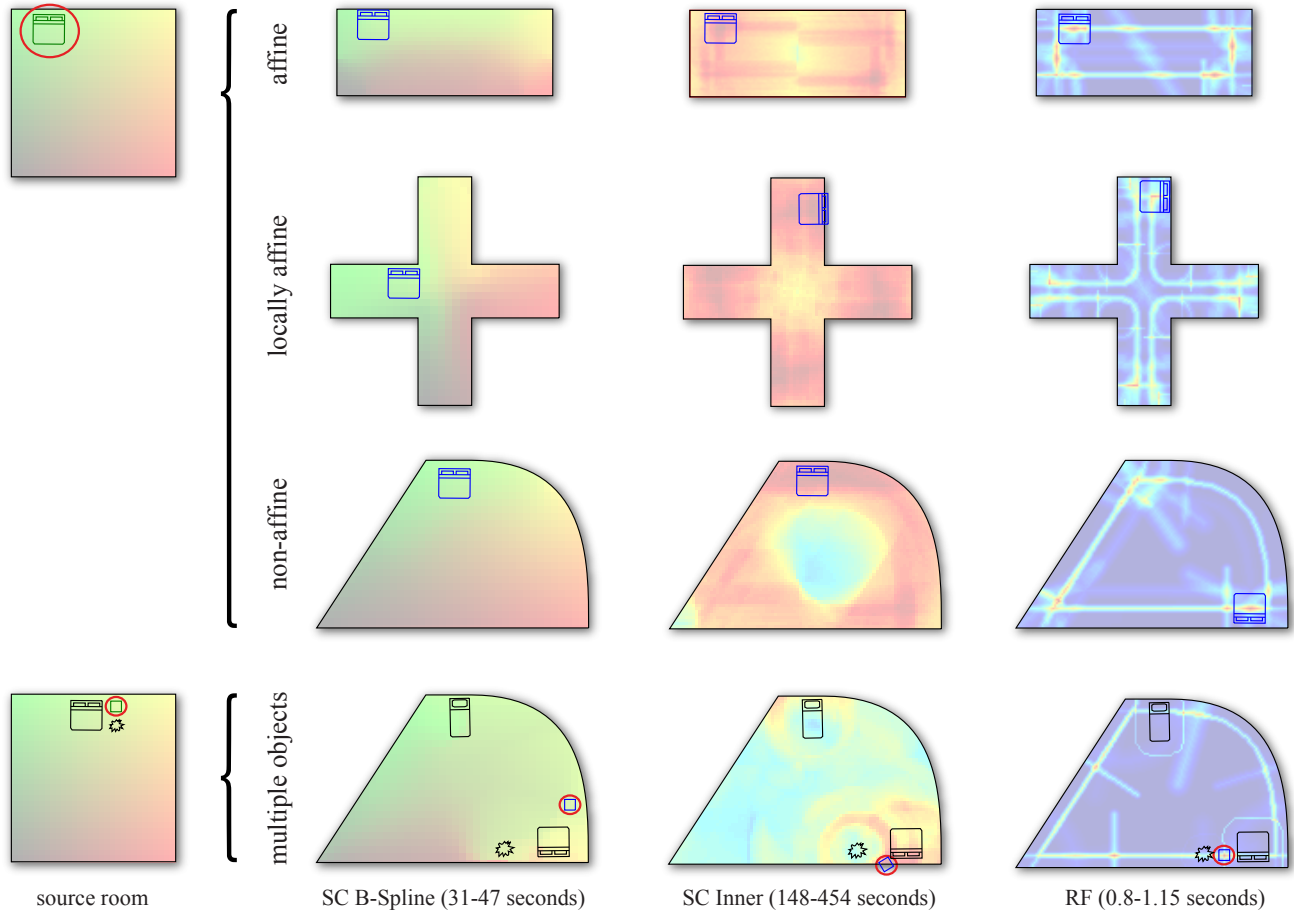 affine
locally affine
non-affine
multiple objects
source room
SC B-Spline (31-47 seconds)
SC Inner (148-454 seconds)
RF (0.8-1.15 seconds)